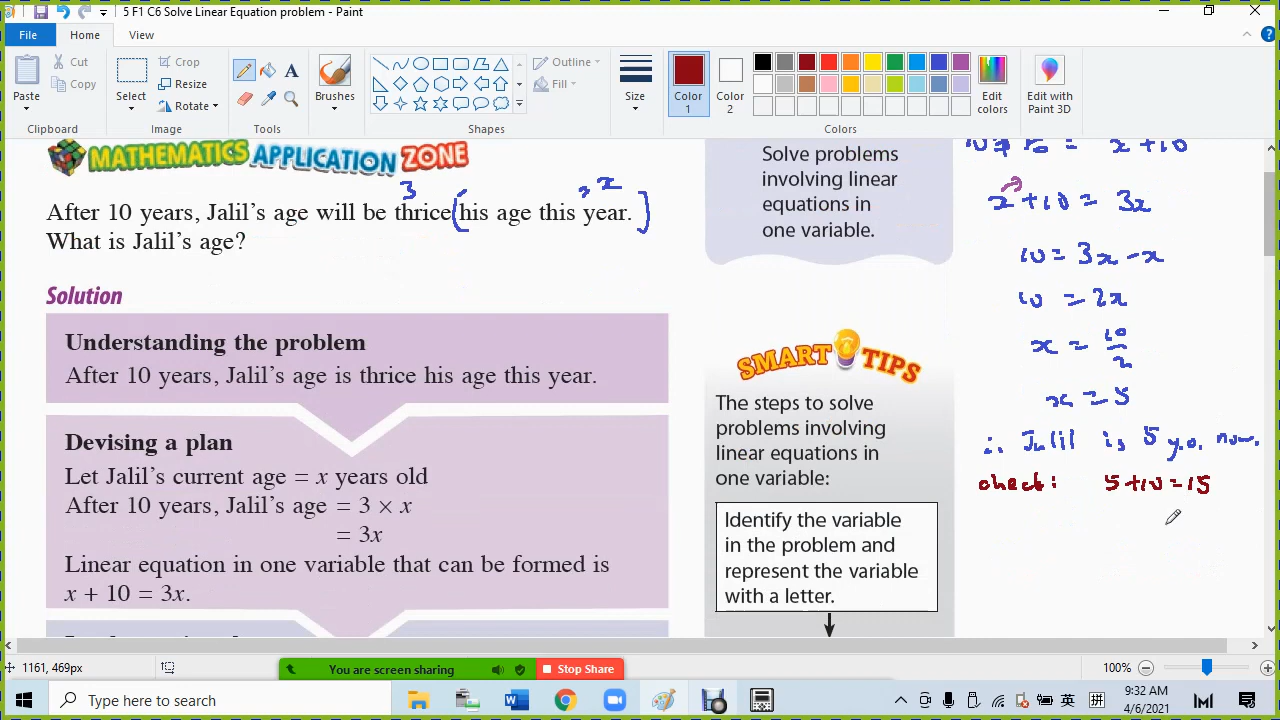 5 F1 C6 Solve Linear Equation problem - Paint
File Home View
Paste Cut Copy Clipboard
Select Crop Resize Rotate Image
A Tools
Brushes
Outline Fill Shapes
Size
Color 1 Color 2 Edit colors Colors
Edit with Paint 3D
MATHEMATICS APPLICATION ZONE
3 x
After 10 years, Jalil's age will be thrice (his age this year.)
What is Jalil's age?
Solution
Understanding the problem
After 10 years, Jalil's age is thrice his age this year.
Devising a plan
Let Jalil's current age = x years old
After 10 years, Jalil's age = 3 × x
= 3x
Linear equation in one variable that can be formed is
x + 10 = 3x.
Solve problems
involving linear
equations in
one variable.
SMART TIPS
The steps to solve
problems involving
linear equations in
one variable:
Identify the variable
in the problem and
represent the variable
with a letter.
= x+10
x+10 = 3x
10 = 3x - x
10 = 2x
x = 10/2
x = 5
∴ Jalil is 5 y.o. now.
check: 5+10=15
1161, 469px
100%
You are screen sharing Stop Share
Type here to search
英 拼
9:32 AM
4/6/2021